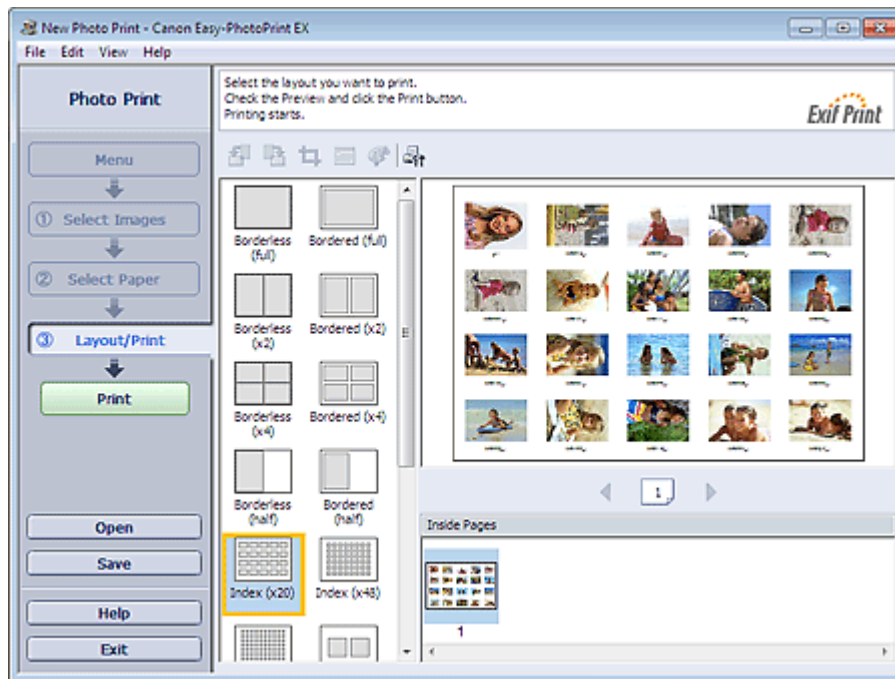 New Photo Print - Canon Easy-PhotoPrint EX
File Edit View Help
Photo Print
Menu
① Select Images
② Select Paper
③ Layout/Print
Print
Open
Save
Help
Exit
Select the layout you want to print.
Check the Preview and click the Print button.
Printing starts.
Exif Print
Borderless
(full)
Bordered (full)
Borderless
(x2)
Bordered (x2)
Borderless
(x4)
Bordered (x4)
Borderless
(half)
Bordered
(half)
Index (x20)
Index (x48)
1
Inside Pages
1